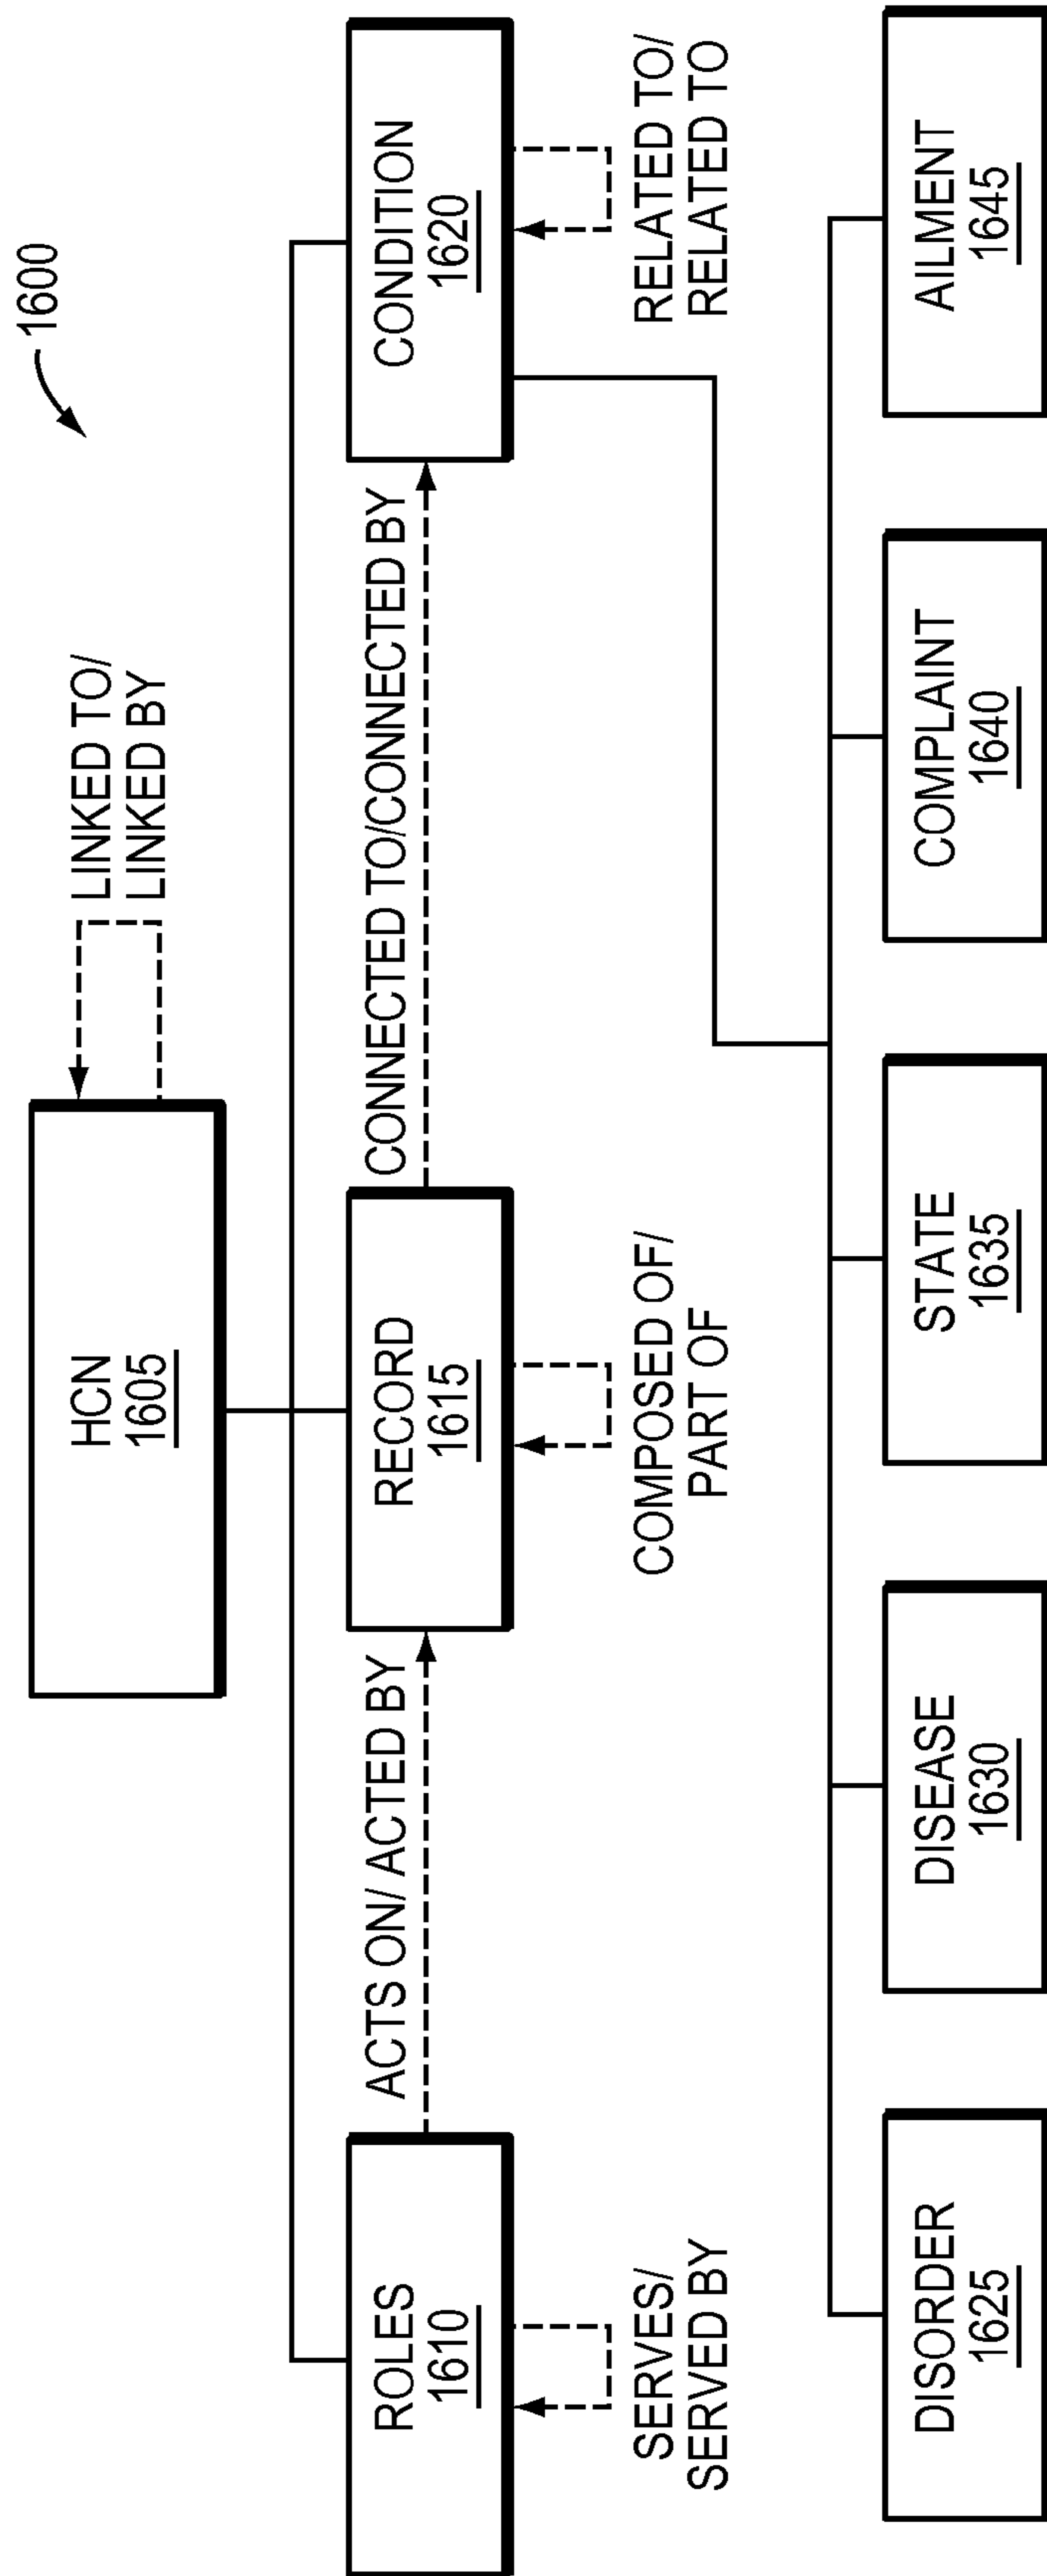 1600
LINKED TO/
LINKED BY
HCN
1605
ROLES
1610
ACTS ON/ ACTED BY
RECORD
1615
CONNECTED TO/CONNECTED BY
CONDITION
1620
SERVES/
SERVED BY
COMPOSED OF/
PART OF
RELATED TO/
RELATED TO
DISORDER
1625
DISEASE
1630
STATE
1635
COMPLAINT
1640
AILMENT
1645